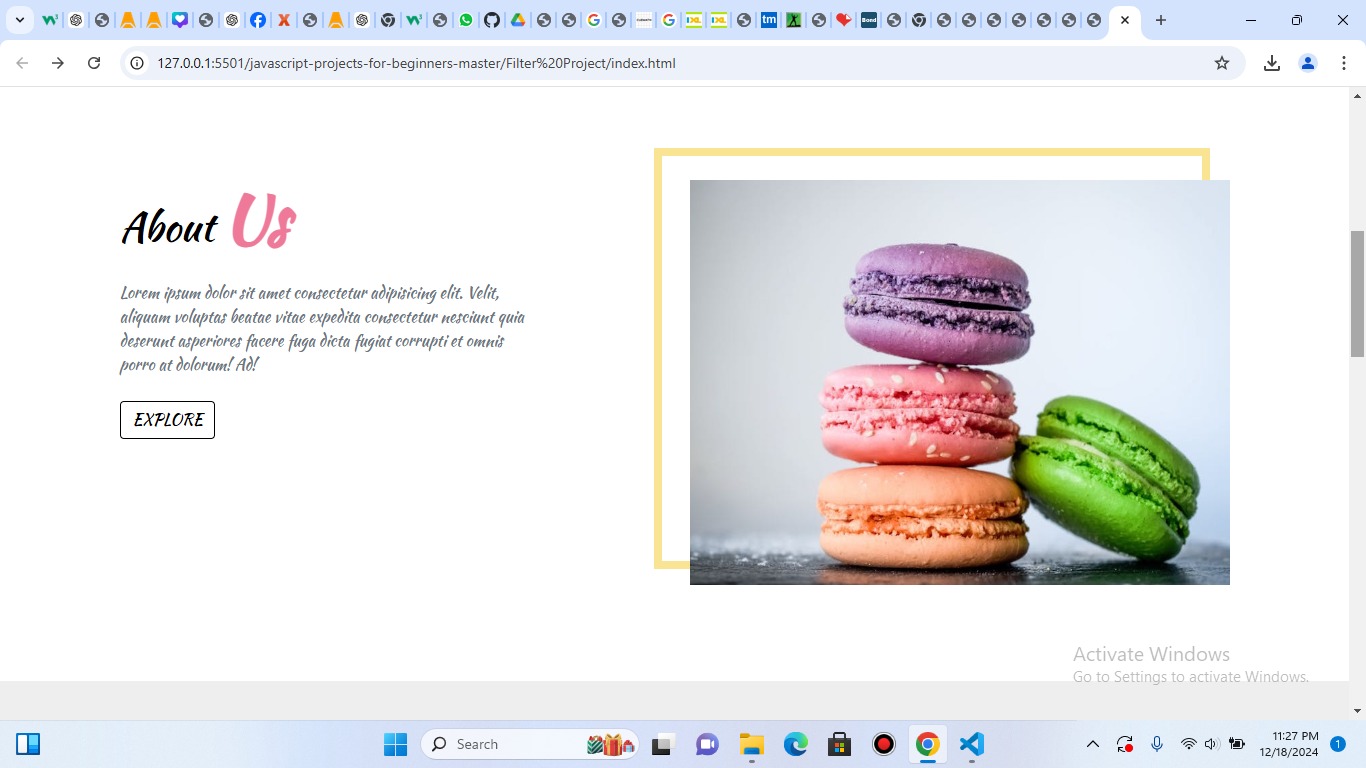 tm
Bond
127.0.0.1:5501/javascript-projects-for-beginners-master/Filter%20Project/index.html
About Us
Lorem ipsum dolor sit amet consectetur adipisicing elit. Velit,
aliquam voluptas beatae vitae expedita consectetur nesciunt quia
deserunt asperiores facere fuga dicta fugiat corrupti et omnis
porro at dolorum! Ad!
EXPLORE
Activate Windows
Go to Settings to activate Windows.
Search
11:27 PM
12/18/2024
1